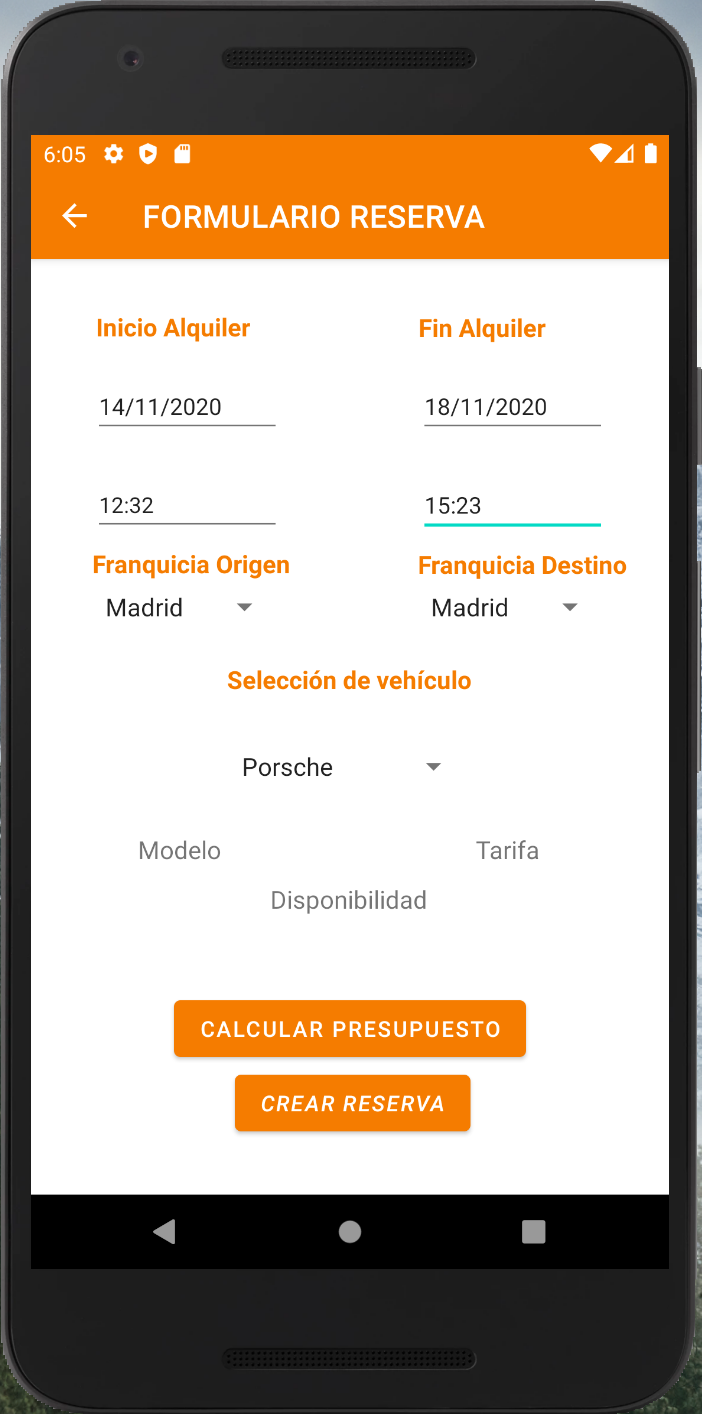 6:05
FORMULARIO RESERVA
Inicio Alquiler Fin Alquiler
14/11/2020 18/11/2020
12:32 15:23
Franquicia Origen Franquicia Destino
Madrid Madrid
Selección de vehículo
Porsche
Modelo Tarifa
Disponibilidad
CALCULAR PRESUPUESTO
CREAR RESERVA